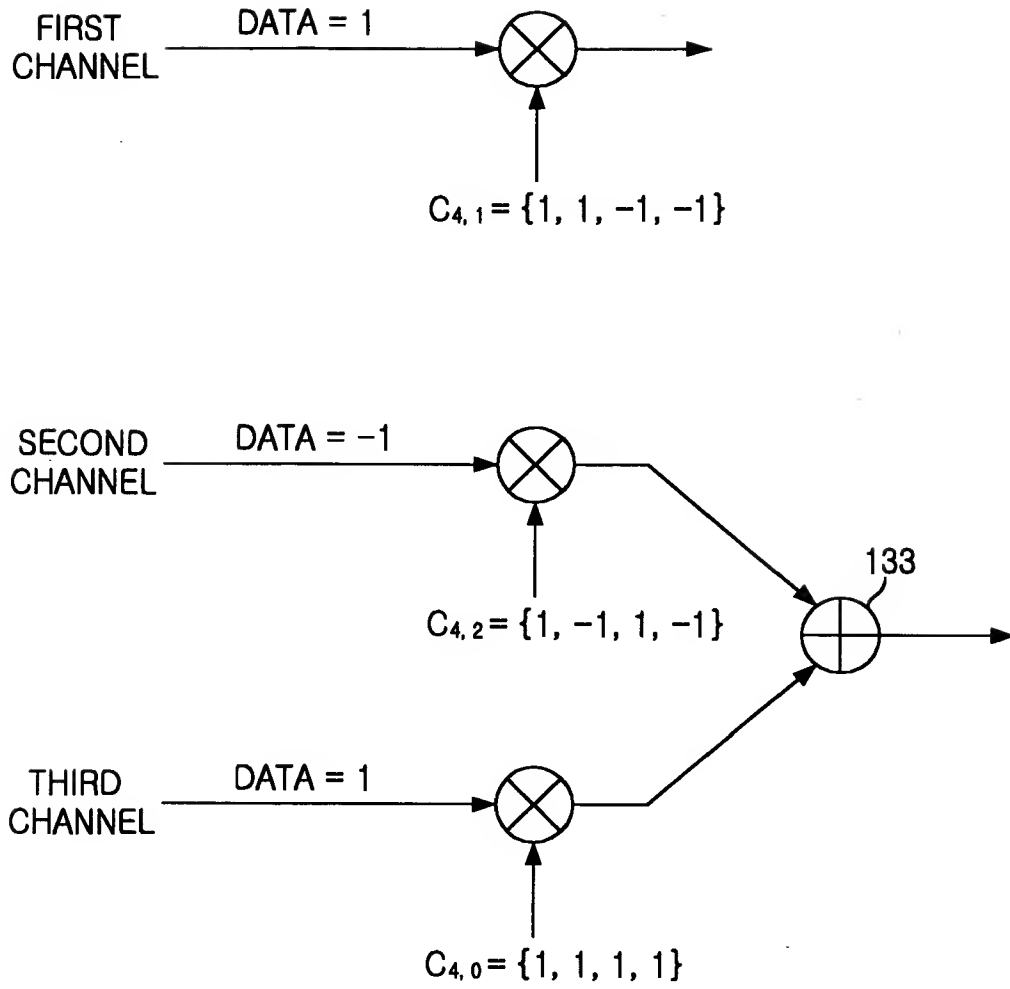 FIRST
CHANNEL
DATA = 1
C4, 1 = {1, 1, −1, −1}
SECOND
CHANNEL
DATA = −1
C4, 2 = {1, −1, 1, −1}
133
THIRD
CHANNEL
DATA = 1
C4, 0 = {1, 1, 1, 1}